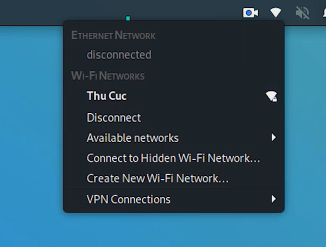 Ethernet Network
disconnected
Wi-Fi Networks
Thu Cuc
Disconnect
Available networks
Connect to Hidden Wi-Fi Network...
Create New Wi-Fi Network...
VPN Connections